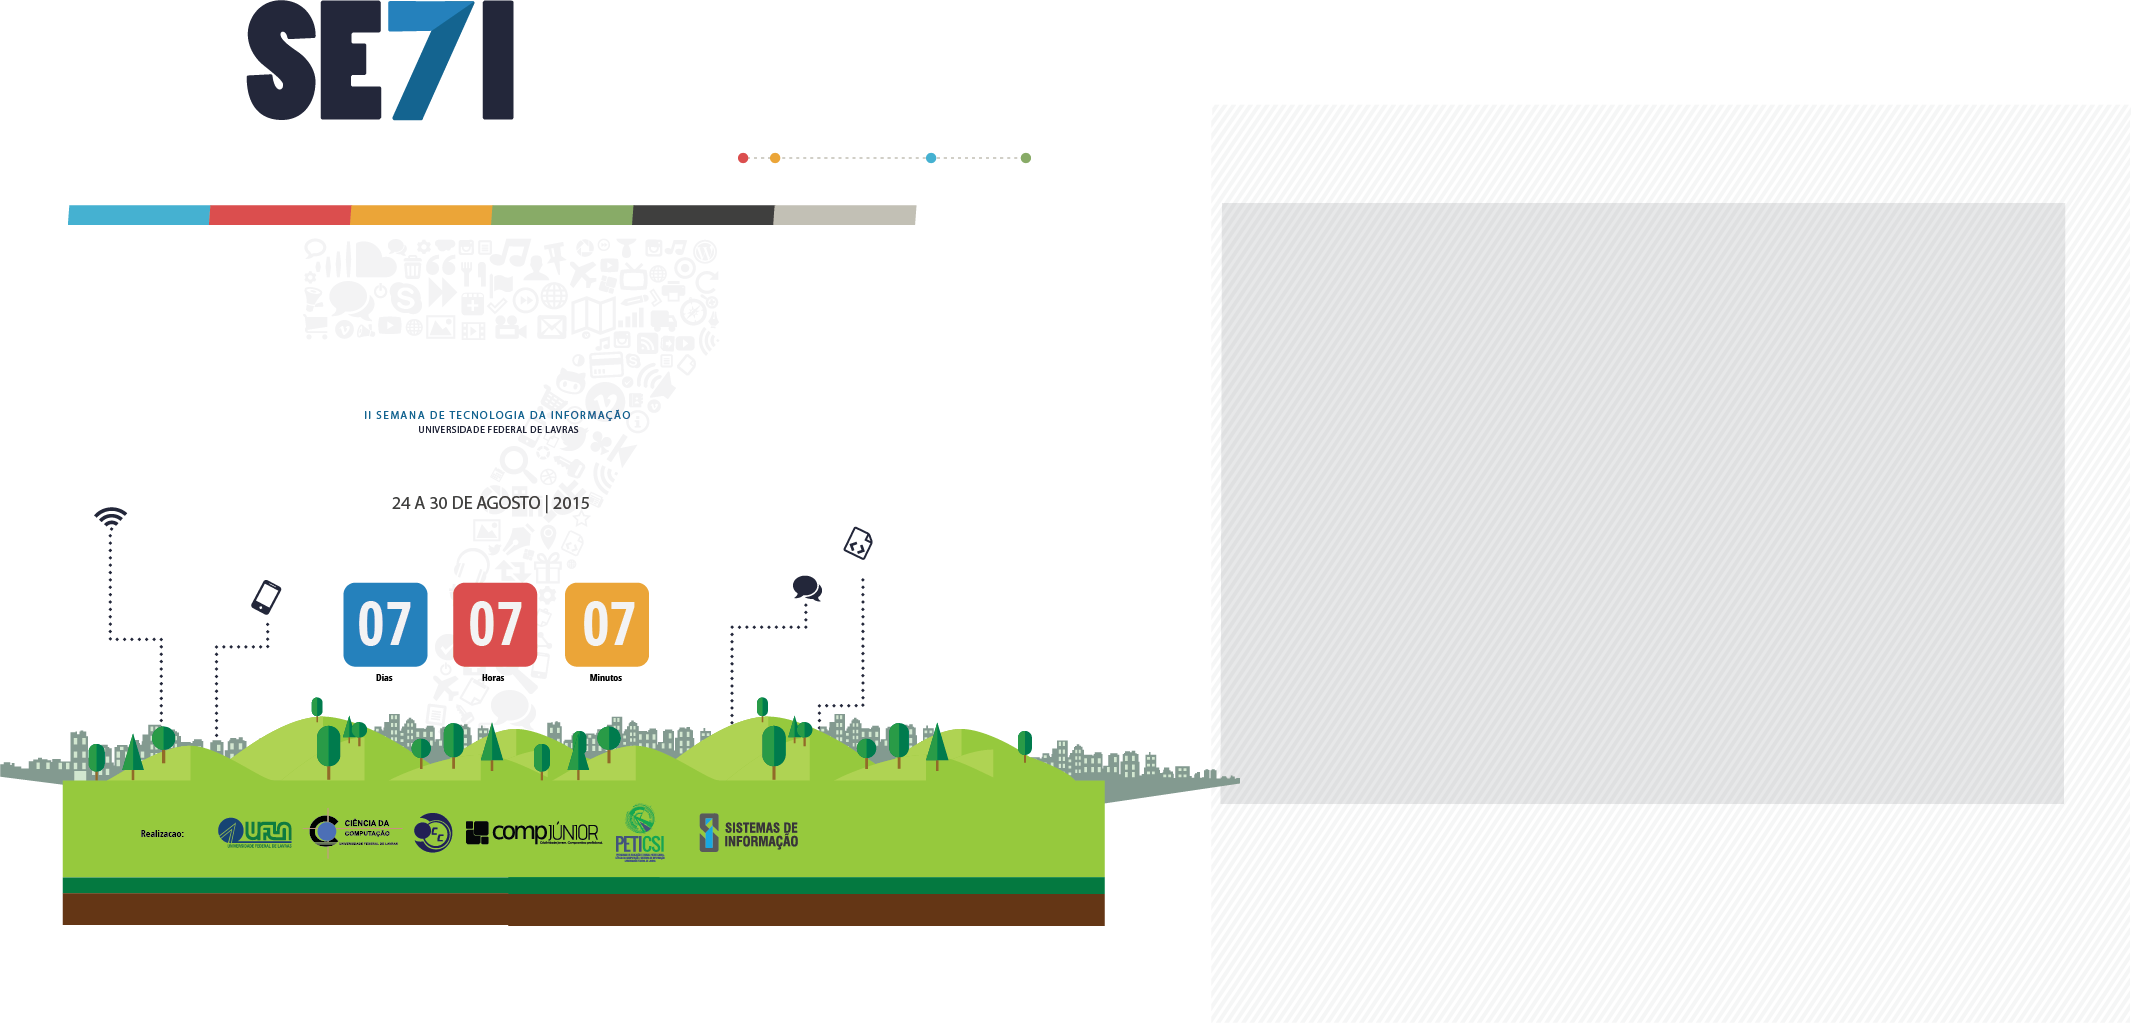 SE7I
II SEMANA DE TECNOLOGIA DA INFORMAÇÃO
UNIVERSIDADE FEDERAL DE LAVRAS
24 A 30 DE AGOSTO | 2015
07 07 07
Dias Horas Minutos
Realizacao:
UFLA
UNIVERSIDADE FEDERAL DE LAVRAS
CIÊNCIA DA
COMPUTAÇÃO
UNIVERSIDADE FEDERAL DE LAVRAS
CC
compJÚNIOR
PETICSI
SISTEMAS DE
INFORMAÇÃO